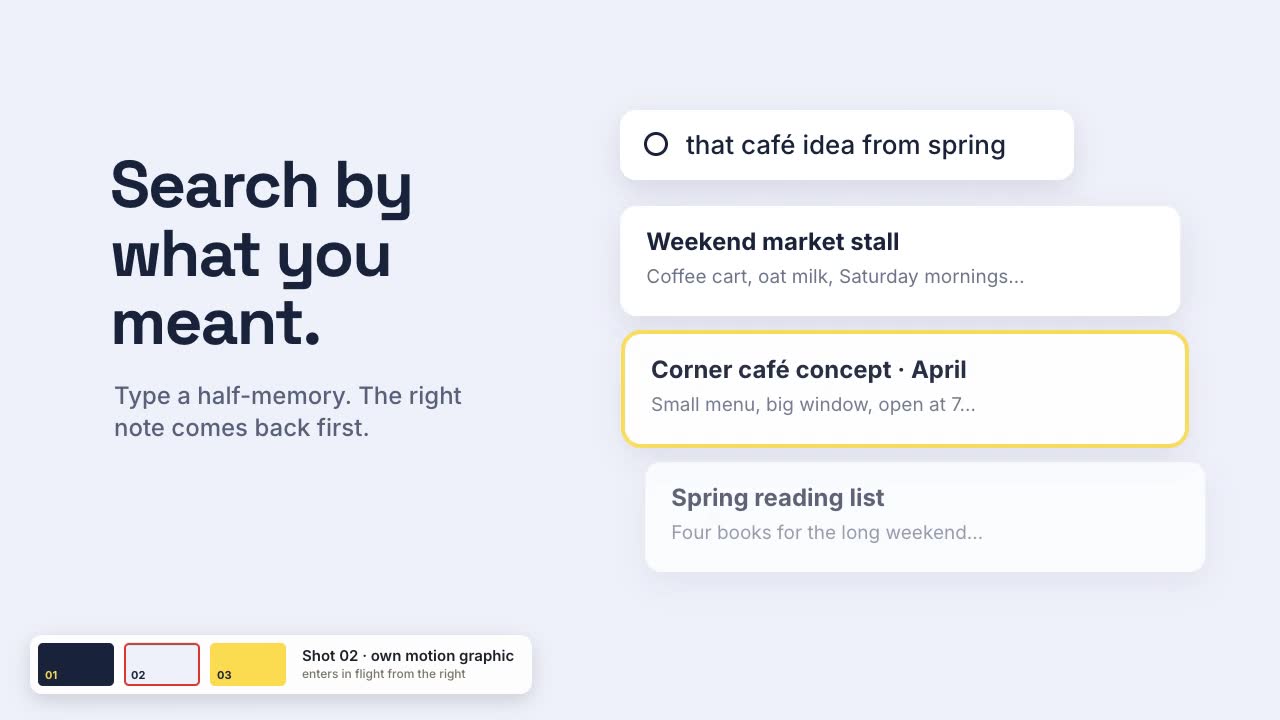 Search by
what you
meant.
Type a half-memory. The right
note comes back first.
that café idea from spring
Weekend market stall
Coffee cart, oat milk, Saturday mornings...
Corner café concept · April
Small menu, big window, open at 7...
Spring reading list
Four books for the long weekend...
01
02
03
Shot 02 · own motion graphic
enters in flight from the right